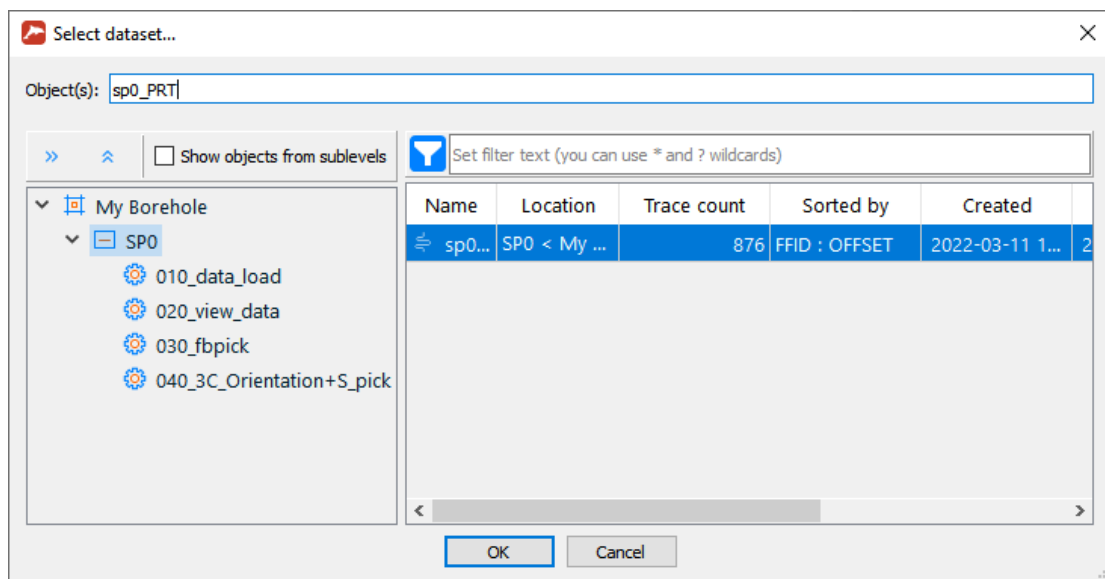 Select dataset...
Object(s): sp0_PRT
Show objects from sublevels
Set filter text (you can use * and ? wildcards)
My Borehole
SP0
010_data_load
020_view_data
030_fbpick
040_3C_Orientation+S_pick
Name Location Trace count Sorted by Created
sp0... SP0 < My ... 876 FFID : OFFSET 2022-03-11 1... 2
OK Cancel